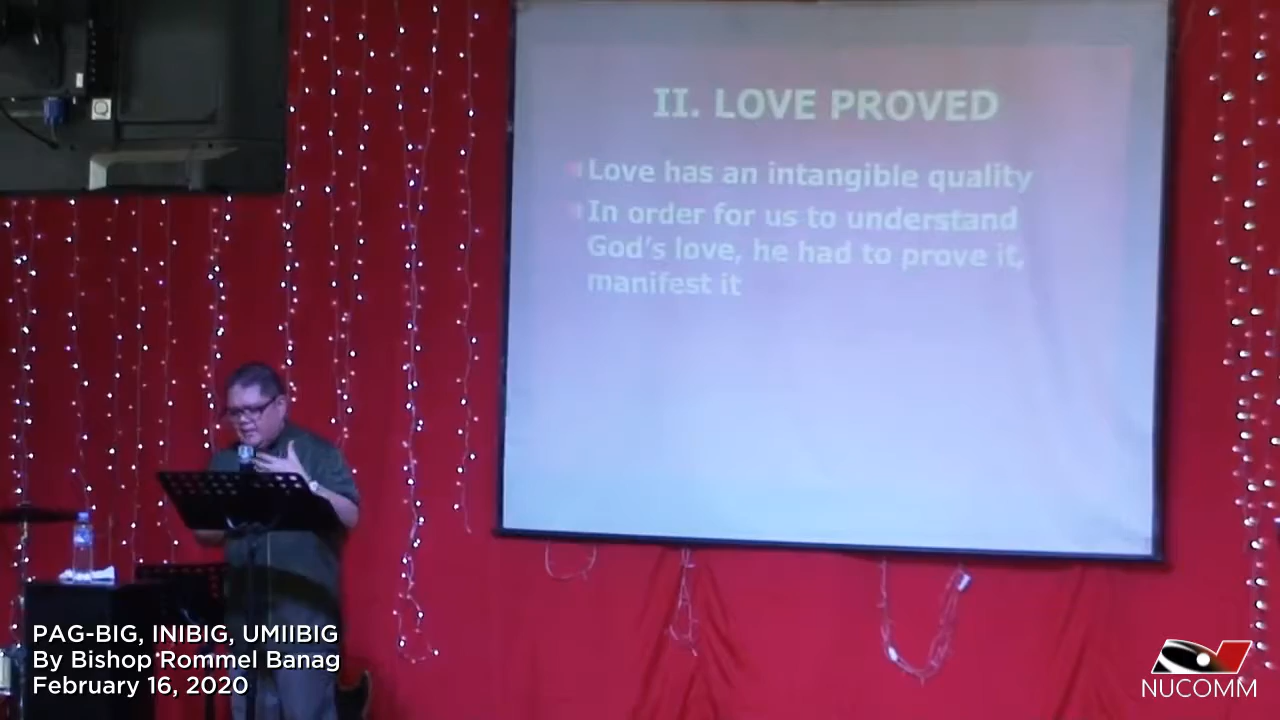 II. LOVE PROVED
Love has an intangible quality
In order for us to understand
God's love, he had to prove it,
manifest it
PAG-BIG, INIBIG, UMIIBIG
By Bishop Rommel Banag
February 16, 2020
NUCOMM